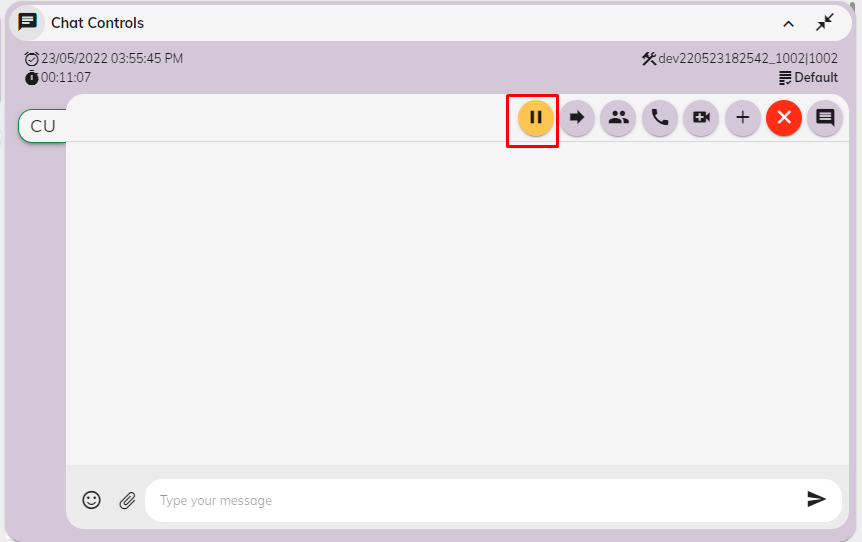 Chat Controls
23/05/2022 03:55:45 PM
dev220523182542_1002|1002
00:11:07
Default
CU
Type your message